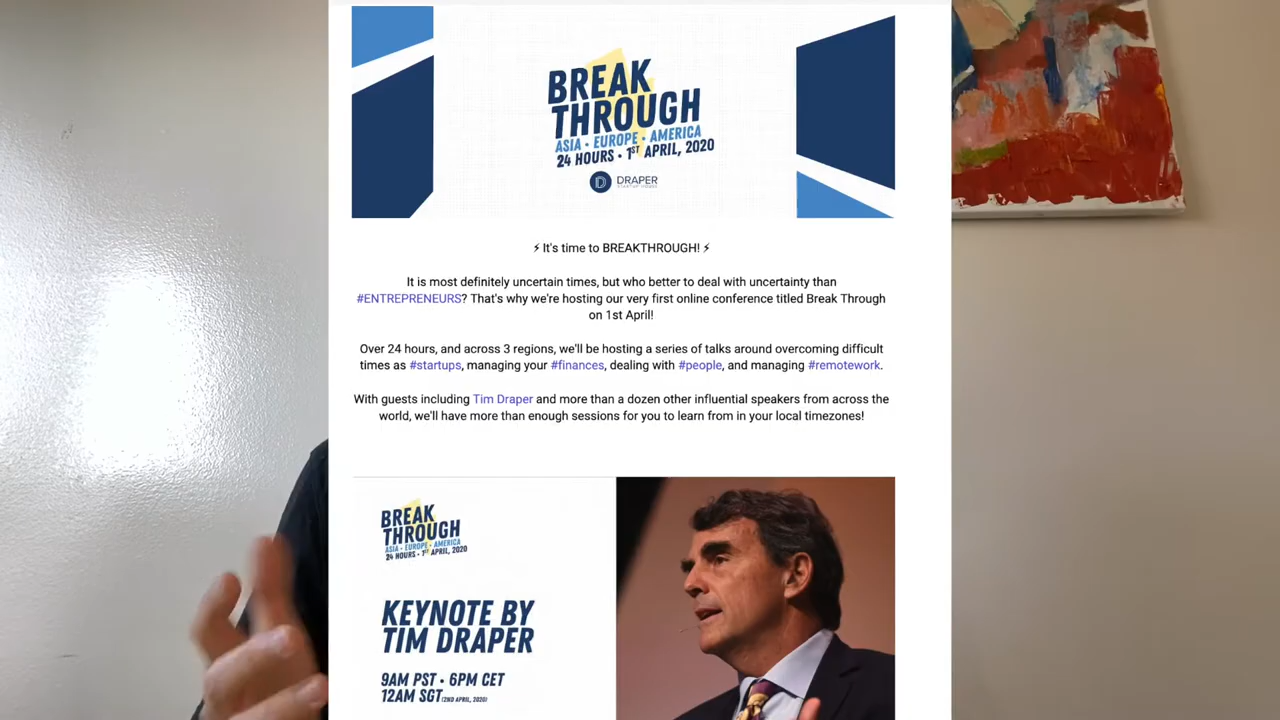 BREAK
THROUGH
ASIA • EUROPE • AMERICA
24 HOURS • 1ST APRIL, 2020
DRAPER
STARTUP HOUSE
⚡ It's time to BREAKTHROUGH! ⚡
It is most definitely uncertain times, but who better to deal with uncertainty than
#ENTREPRENEURS? That's why we're hosting our very first online conference titled Break Through
on 1st April!
Over 24 hours, and across 3 regions, we'll be hosting a series of talks around overcoming difficult
times as #startups, managing your #finances, dealing with #people, and managing #remotework.
With guests including Tim Draper and more than a dozen other influential speakers from across the
world, we'll have more than enough sessions for you to learn from in your local timezones!
BREAK
THROUGH
ASIA • EUROPE • AMERICA
24 HOURS • 1ST APRIL, 2020
KEYNOTE BY
TIM DRAPER
9AM PST • 6PM CET
12AM SGT (2ND APRIL, 2020)